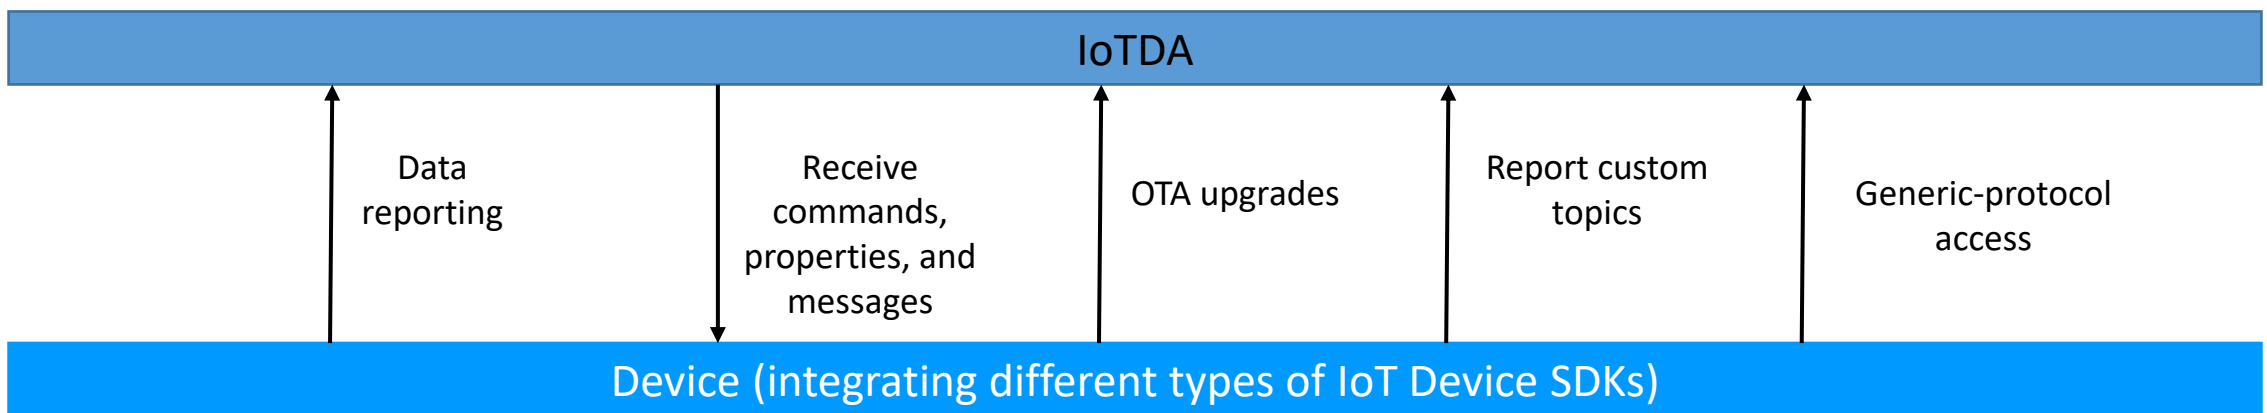 IoTDA
Data
reporting
Receive
commands,
properties, and
messages
OTA upgrades
Report custom
topics
Generic-protocol
access
Device (integrating different types of IoT Device SDKs)